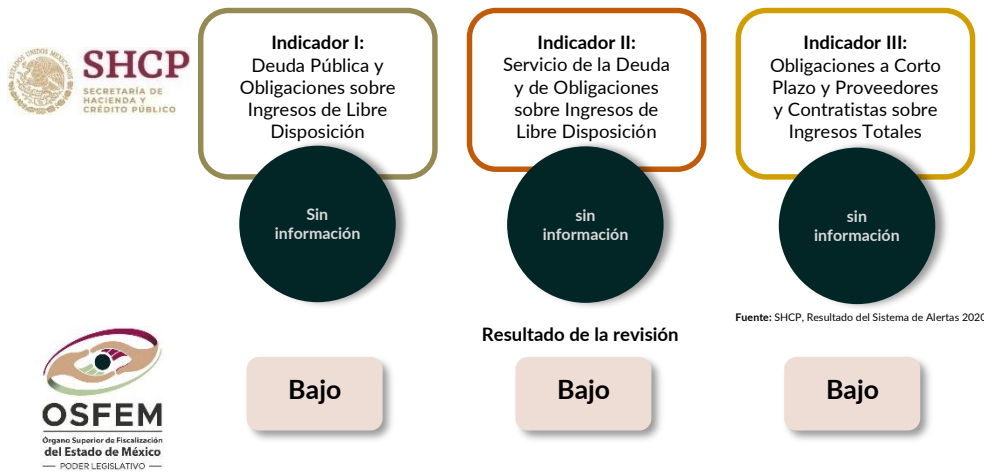 SHCP
SECRETARÍA DE
HACIENDA Y
CRÉDITO PÚBLICO
Indicador I:
Deuda Pública y
Obligaciones sobre
Ingresos de Libre
Disposición
Indicador II:
Servicio de la Deuda
y de Obligaciones
sobre Ingresos de
Libre Disposición
Indicador III:
Obligaciones a Corto
Plazo y Proveedores
y Contratistas sobre
Ingresos Totales
Sin
información
sin
información
sin
información
Fuente: SHCP, Resultado del Sistema de Alertas 2020
Resultado de la revisión
OSFEM
Órgano Superior de Fiscalización
del Estado de México
PODER LEGISLATIVO
Bajo
Bajo
Bajo